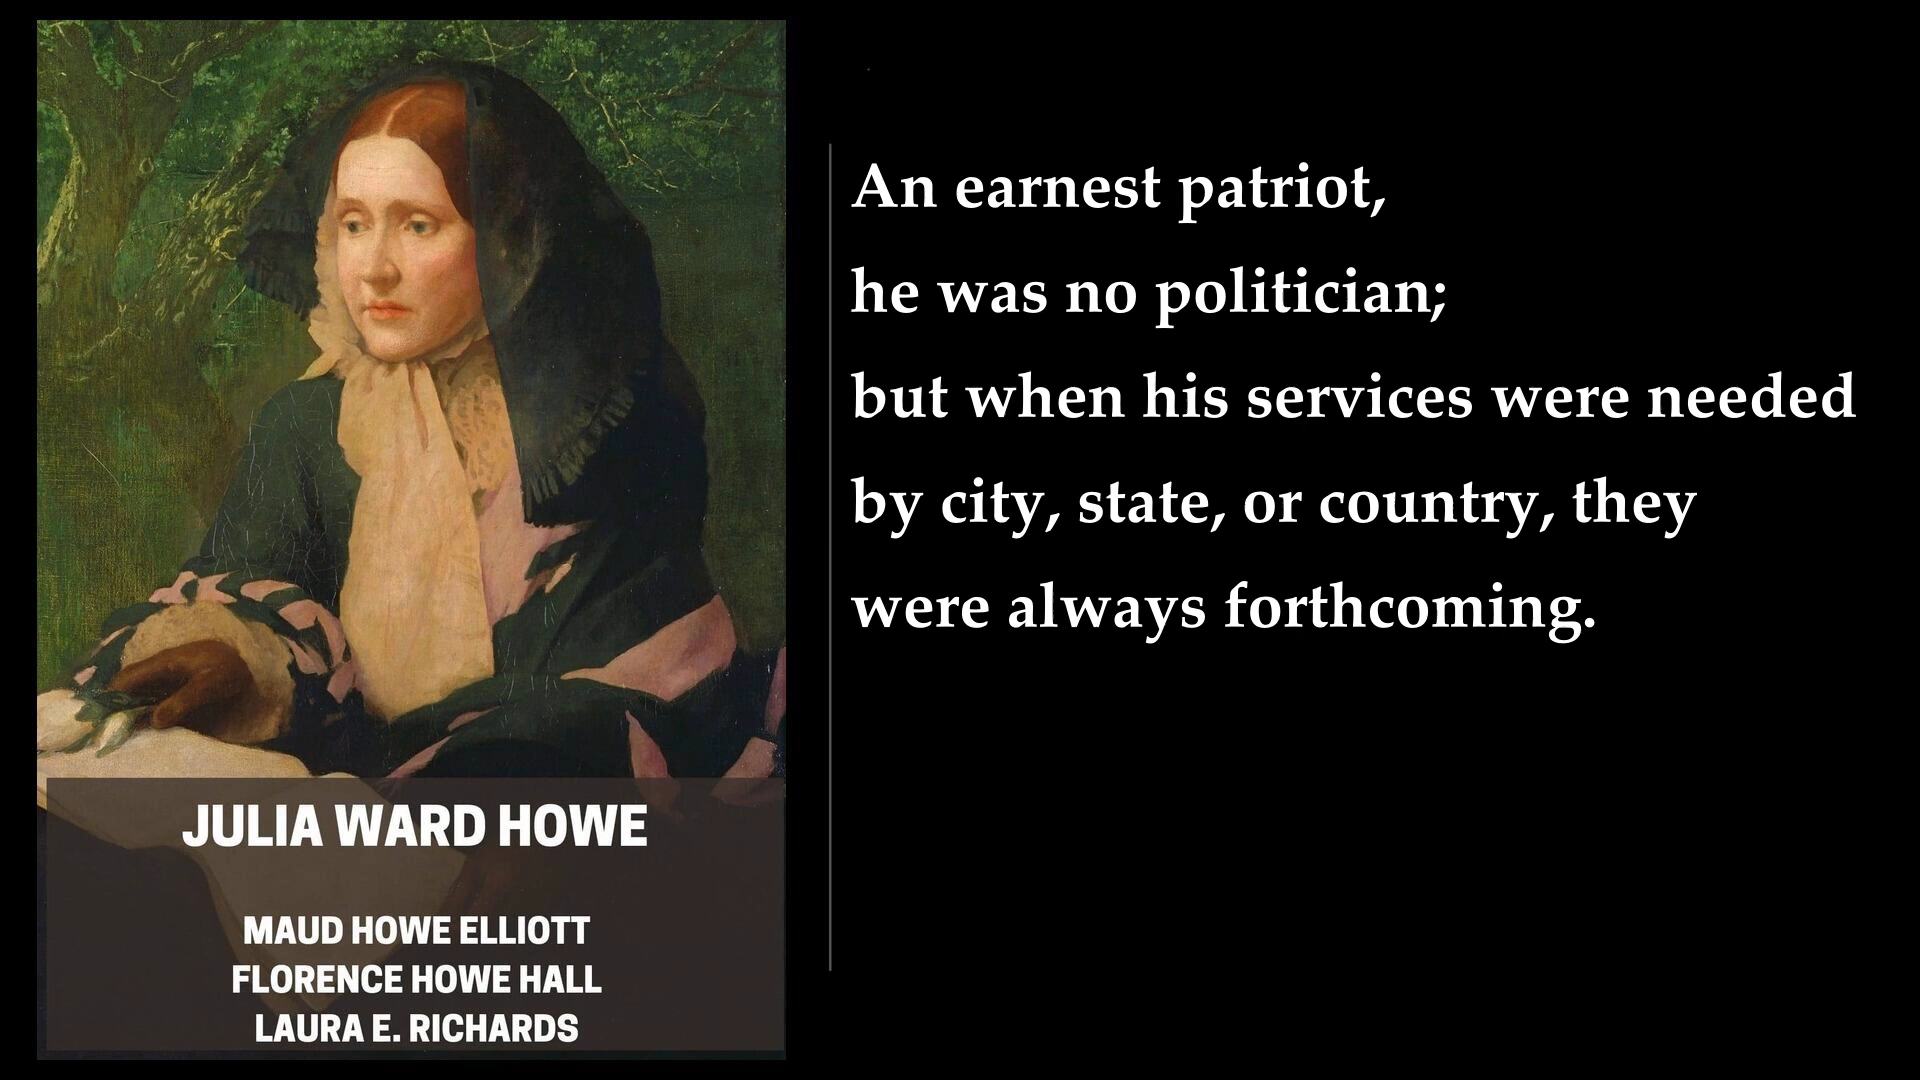 An earnest patriot,
he was no politician;
but when his services were needed
by city, state, or country, they
were always forthcoming.
JULIA WARD HOWE
MAUD HOWE ELLIOTT
FLORENCE HOWE HALL
LAURA E. RICHARDS